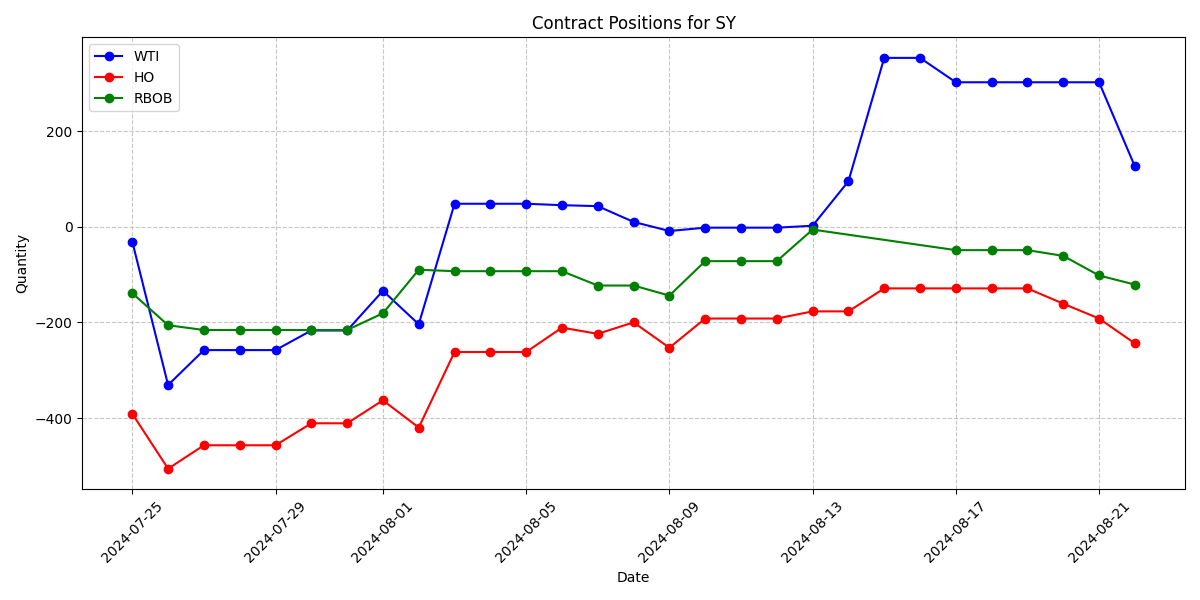 Contract Positions for SY
WTI
HO
RBOB
Quantity
200
0
−200
−400
2024-07-25
2024-07-29
2024-08-01
2024-08-05
2024-08-09
2024-08-13
2024-08-17
2024-08-21
Date